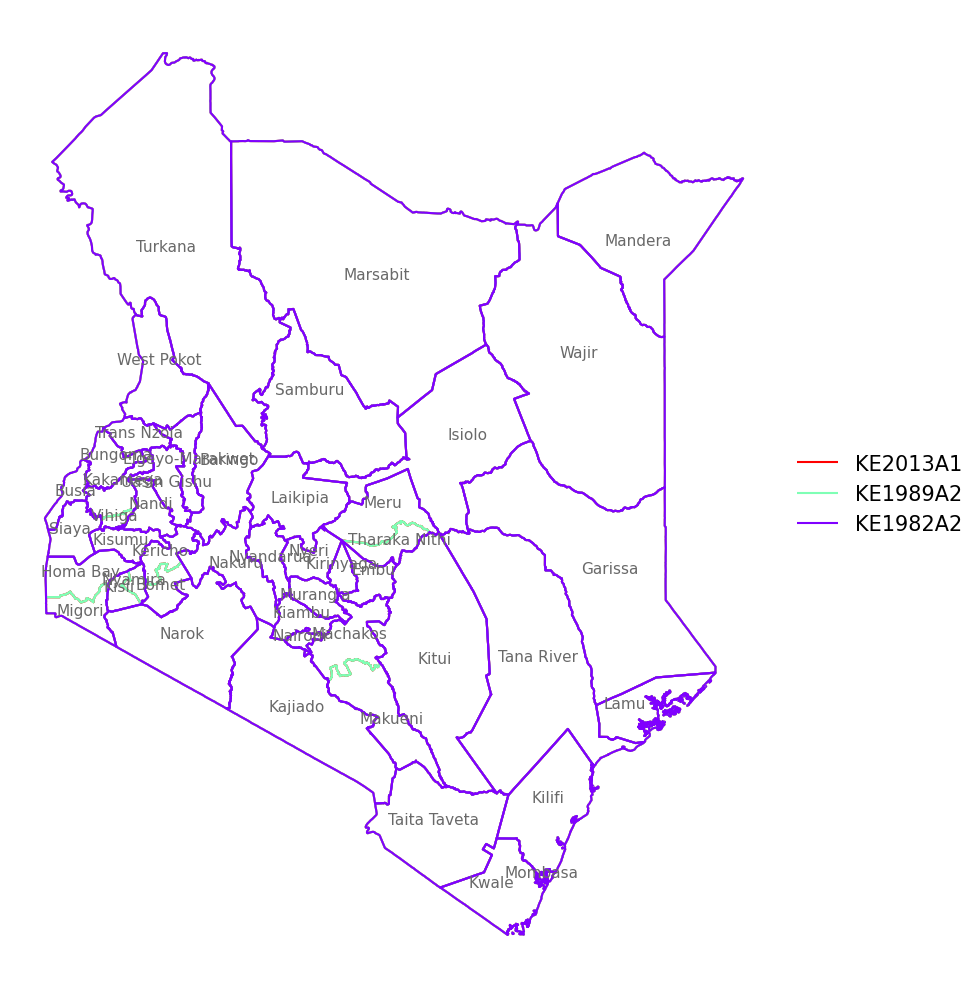 Turkana
Mandera
Marsabit
Wajir
West Pokot
Samburu
Isiolo
Trans Nzoia
Bungoma
Elgeyo-Marakwet
Baringo
Kakamega
Uasin Gishu
Busia
Laikipia
Meru
Nandi
Vihiga
Siaya
Kisumu
Tharaka Nithi
Kericho
Nyeri
Nyandarua
Nakuru
Kirinyaga
Embu
Garissa
Homa Bay
Nyamira
Kisii
Bomet
Murang'a
Migori
Kiambu
Narok
Nairobi
Machakos
Kitui
Tana River
Kajiado
Lamu
Makueni
Kilifi
Taita Taveta
Mombasa
Kwale
KE2013A1
KE1989A2
KE1982A2